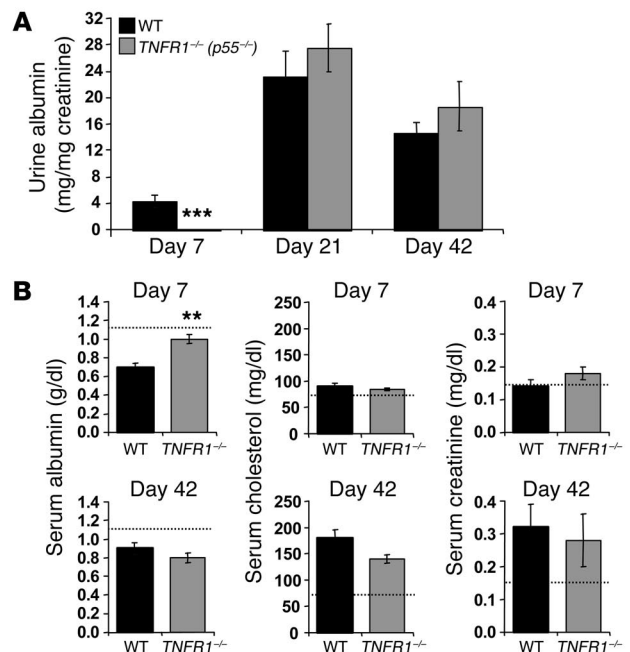 A
WT
TNFR1–/– (p55–/–)
Urine albumin
(mg/mg creatinine)
32
28
24
20
16
12
8
4
0
***
Day 7
Day 21
Day 42
B
Day 7
Day 7
Day 7
Serum albumin (g/dl)
1.4
1.2
1.0
0.8
0.6
0.4
0.2
0.0
**
WT
TNFR1–/–
Serum cholesterol (mg/dl)
250
200
150
100
50
0
WT
TNFR1–/–
Serum creatinine (mg/dl)
0.4
0.3
0.2
0.1
0.0
WT
TNFR1–/–
Day 42
Day 42
Day 42
1.4
1.2
1.0
0.8
0.6
0.4
0.2
0.0
WT
TNFR1–/–
250
200
150
100
50
0
WT
TNFR1–/–
0.4
0.3
0.2
0.1
0.0
WT
TNFR1–/–